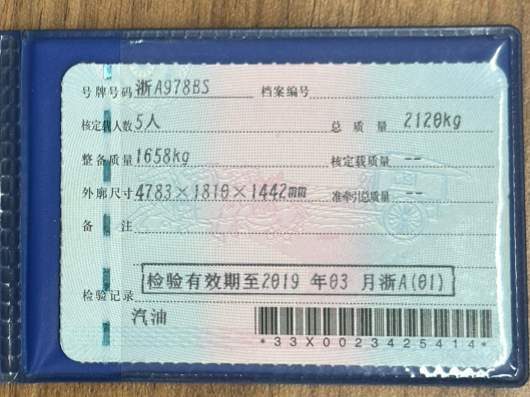 号牌号码 浙A978BS 档案编号
核定载人数 5人 总质量 2120kg
整备质量 1658kg 核定载质量 --
外廓尺寸 4783×1810×1442mm 准牵引总质量 --
备注
检验记录 检验有效期至2019 年03 月浙A(01)
汽油
*33X0023425414*